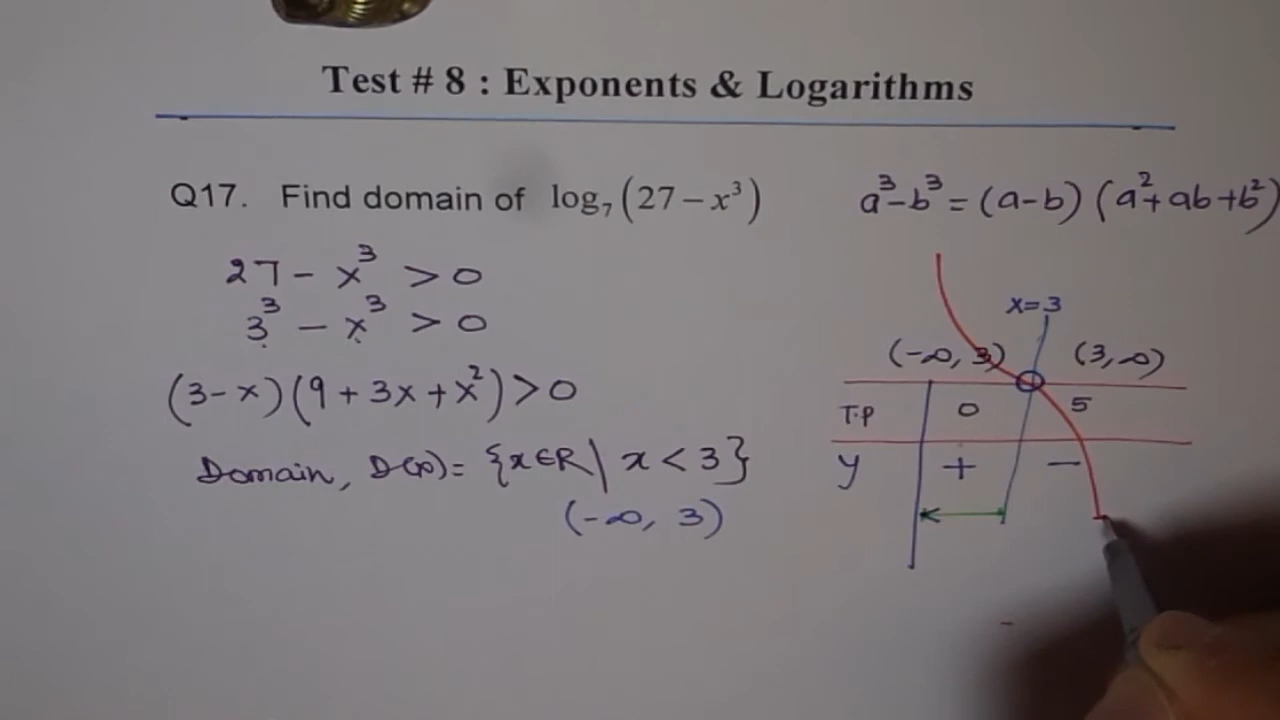 Test # 8 : Exponents & Logarithms
Q17. Find domain of log₇(27 − x³)
a³-b³ = (a-b) (a²+ab+b²)
27 - x³ > 0
3³ - x³ > 0
(3-x)(9+3x+x²)>0
Domain, D(x)= {x∈R | x < 3}
(-∞, 3)
x=3
(-∞, 3) (3, ∞)
T.P 0 5
y + −